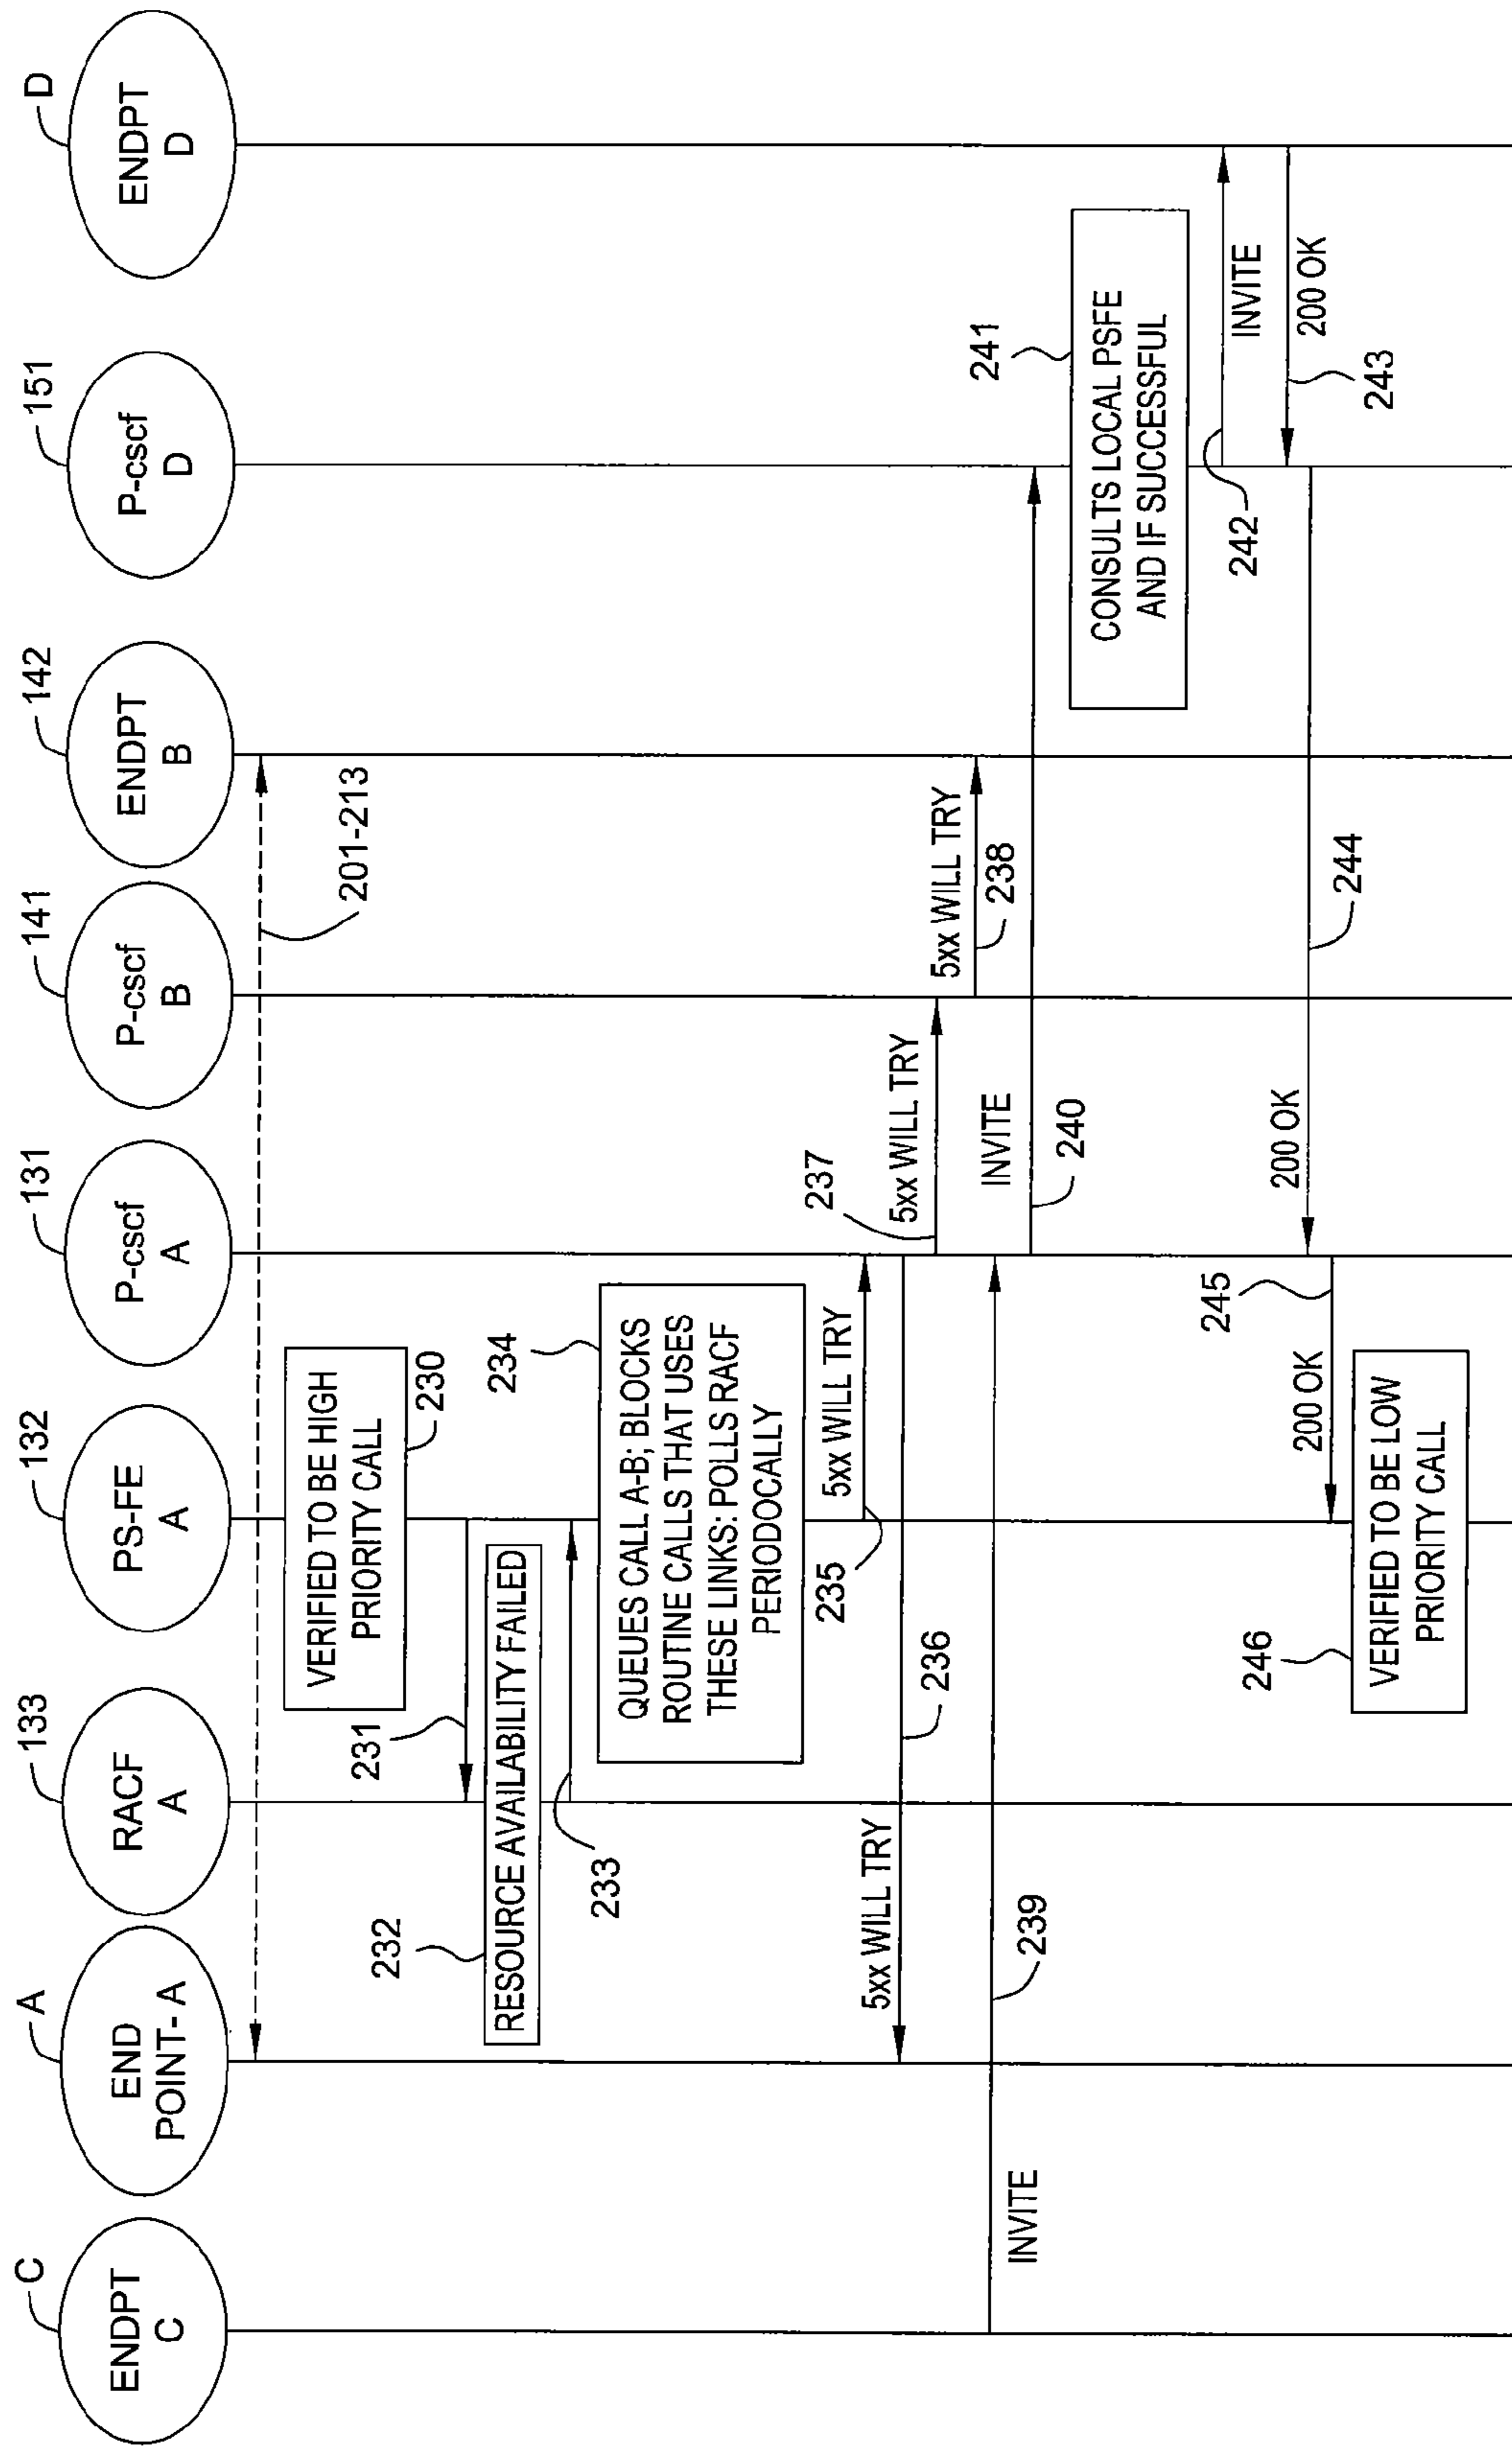 C
ENDPT
C
A
END
POINT- A
133
RACF
A
132
PS-FE
A
131
P-cscf
A
141
P-cscf
B
142
ENDPT
B
151
P-cscf
D
D
ENDPT
D
201-213
VERIFIED TO BE HIGH
PRIORITY CALL
230
231
232
RESOURCE AVAILABILITY FAILED
233
234
QUEUES CALL A-B; BLOCKS
ROUTINE CALLS THAT USES
THESE LINKS: POLLS RACF
PERIODOCALLY
5xx WILL TRY
235
5xx WILL TRY
236
237
5xx WILL TRY
5xx WILL TRY
238
INVITE
239
INVITE
240
241
CONSULTS LOCAL PSFE
AND IF SUCCESSFUL
242
INVITE
200 OK
243
200 OK
244
245
200 OK
246
VERIFIED TO BE LOW
PRIORITY CALL